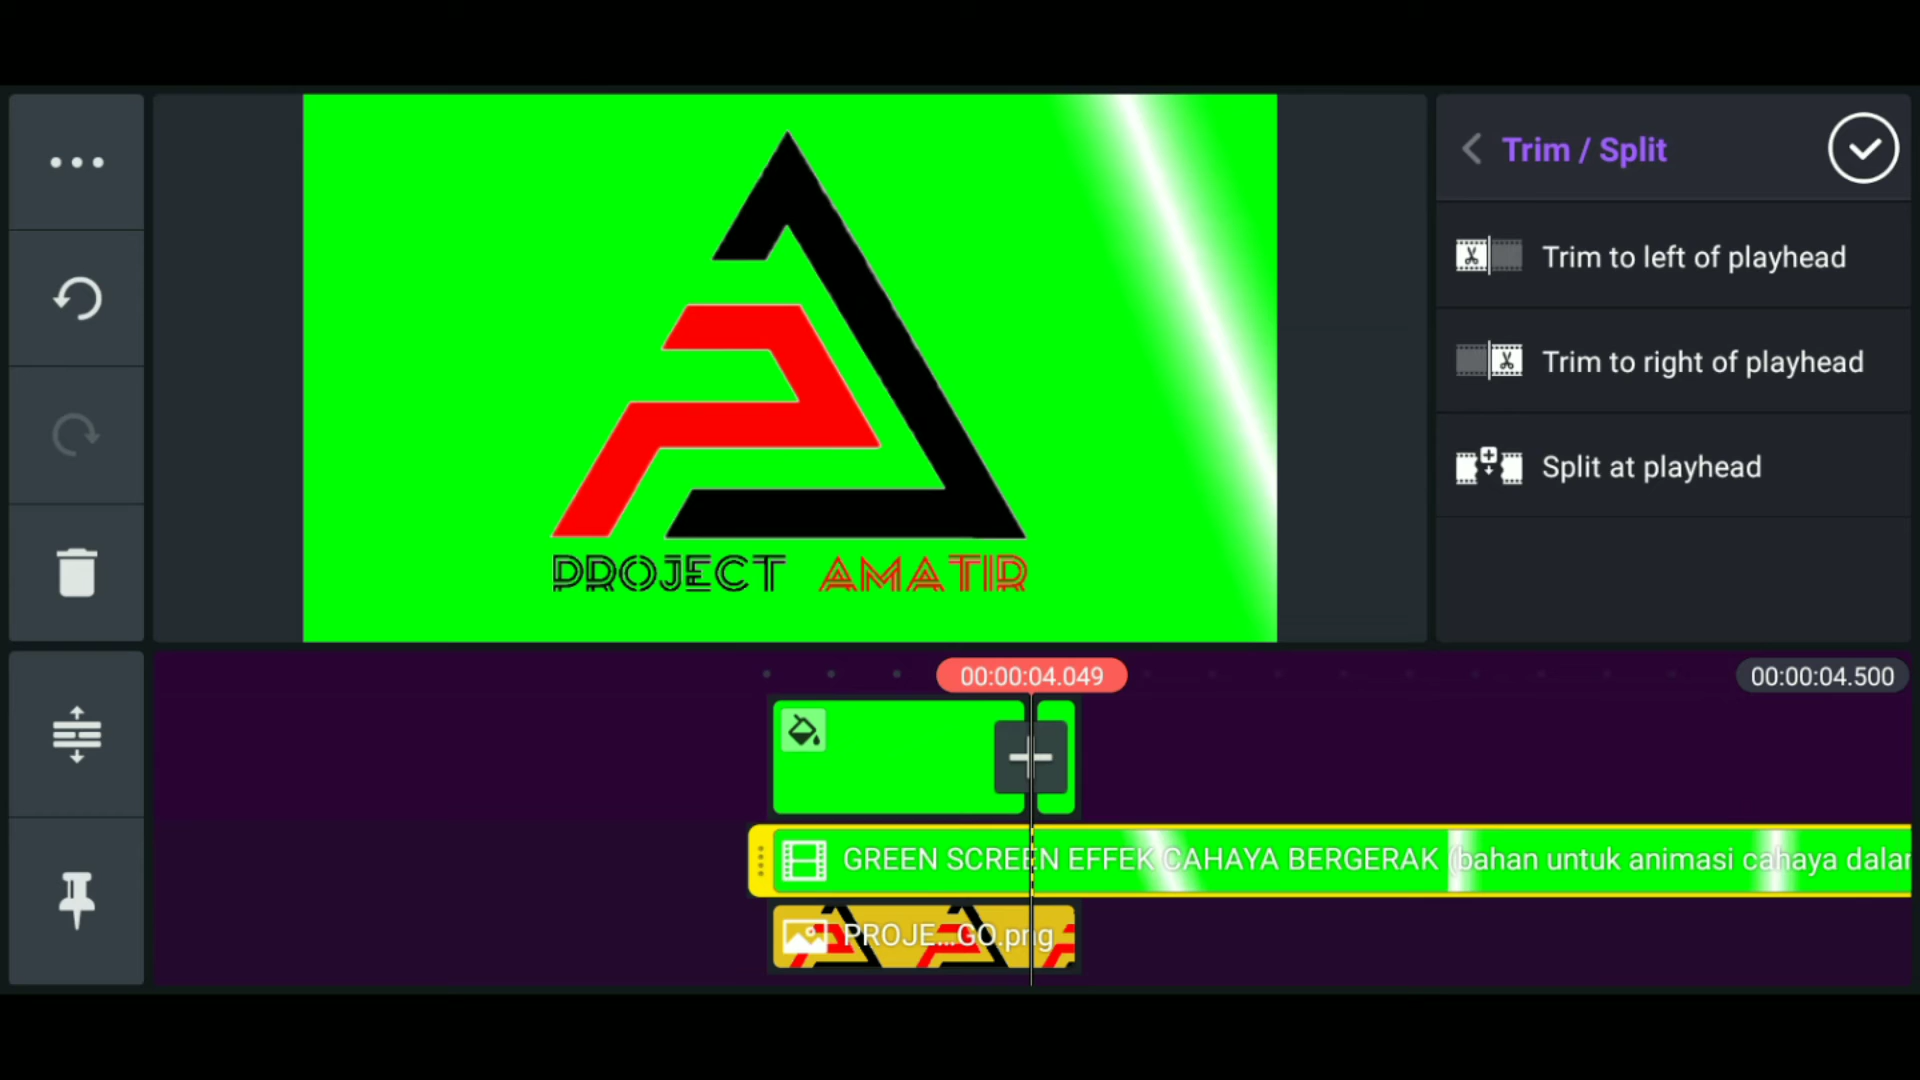 Trim / Split
Trim to left of playhead
Trim to right of playhead
Split at playhead
PROJECT AMATIR
00:00:04.049
00:00:04.500
GREEN SCREEN EFFEK CAHAYA BERGERAK (bahan untuk animasi cahaya dalar
PROJE...GO.png